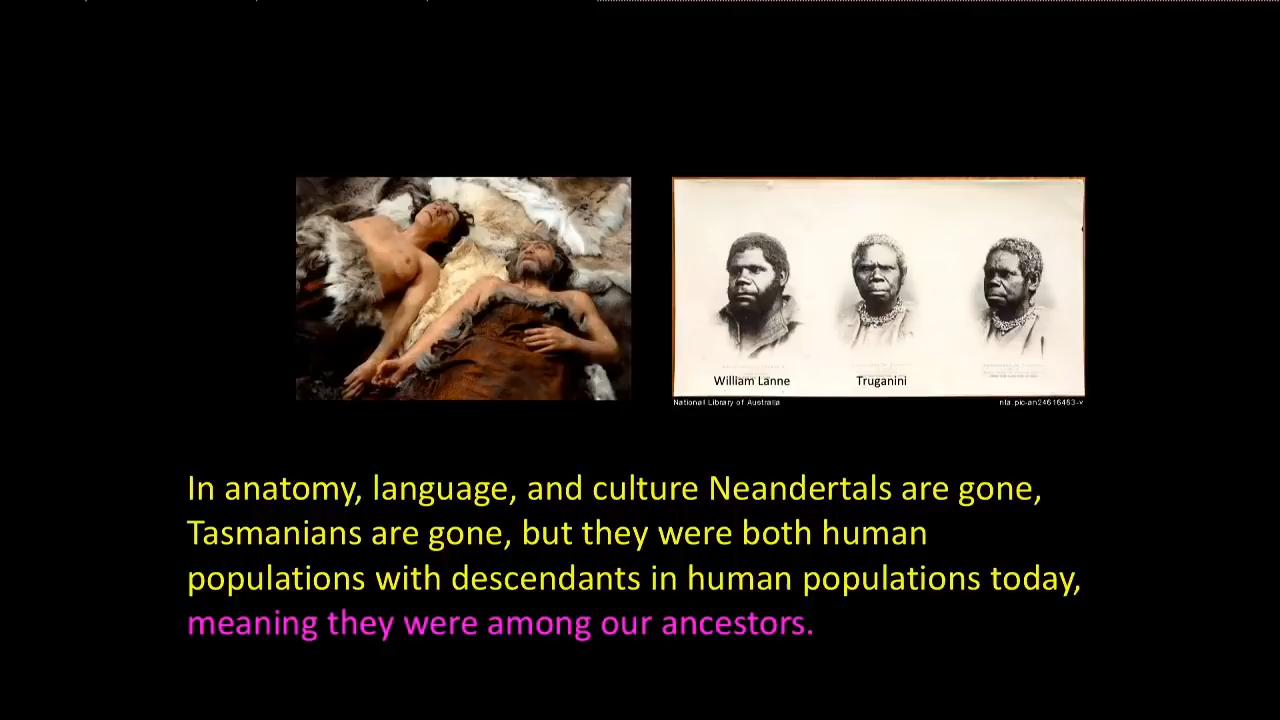 William Lanne
Truganini
National Library of Australia
nla.pic-an24616453-v
In anatomy, language, and culture Neandertals are gone,
Tasmanians are gone, but they were both human
populations with descendants in human populations today,
meaning they were among our ancestors.